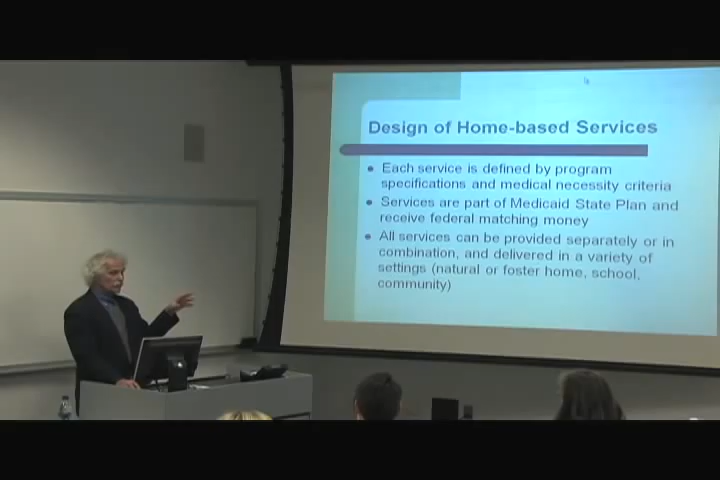 Design of Home-based Services
Each service is defined by program
specifications and medical necessity criteria
Services are part of Medicaid State Plan and
receive federal matching money
All services can be provided separately or in
combination, and delivered in a variety of
settings (natural or foster home, school,
community)